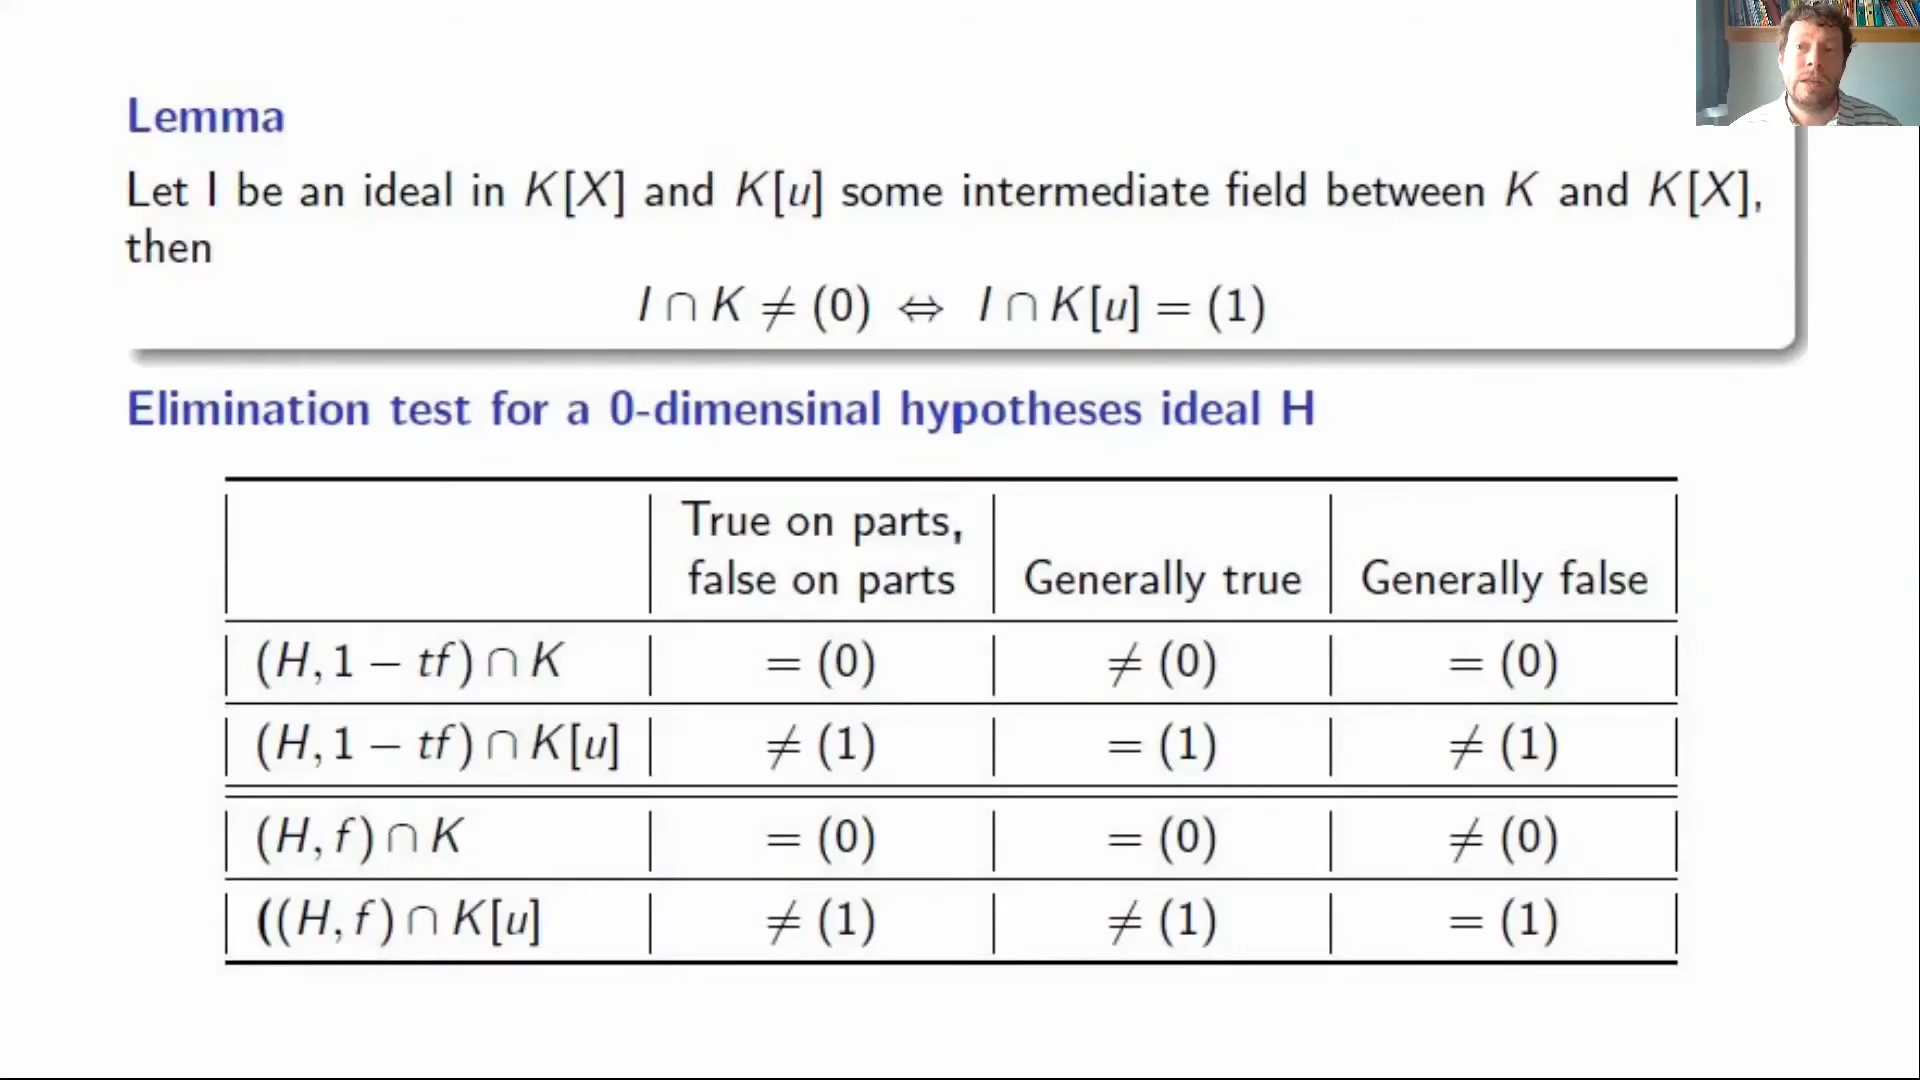 Lemma
Let I be an ideal in K[X] and K[u] some intermediate field between K and K[X],
then
I ∩ K ≠ (0) ⇔ I ∩ K[u] = (1)
Elimination test for a 0-dimensinal hypotheses ideal H
True on parts,
false on parts Generally true Generally false
(H, 1 − tf) ∩ K = (0) ≠ (0) = (0)
(H, 1 − tf) ∩ K[u] ≠ (1) = (1) ≠ (1)
(H, f) ∩ K = (0) = (0) ≠ (0)
((H, f) ∩ K[u] ≠ (1) ≠ (1) = (1)